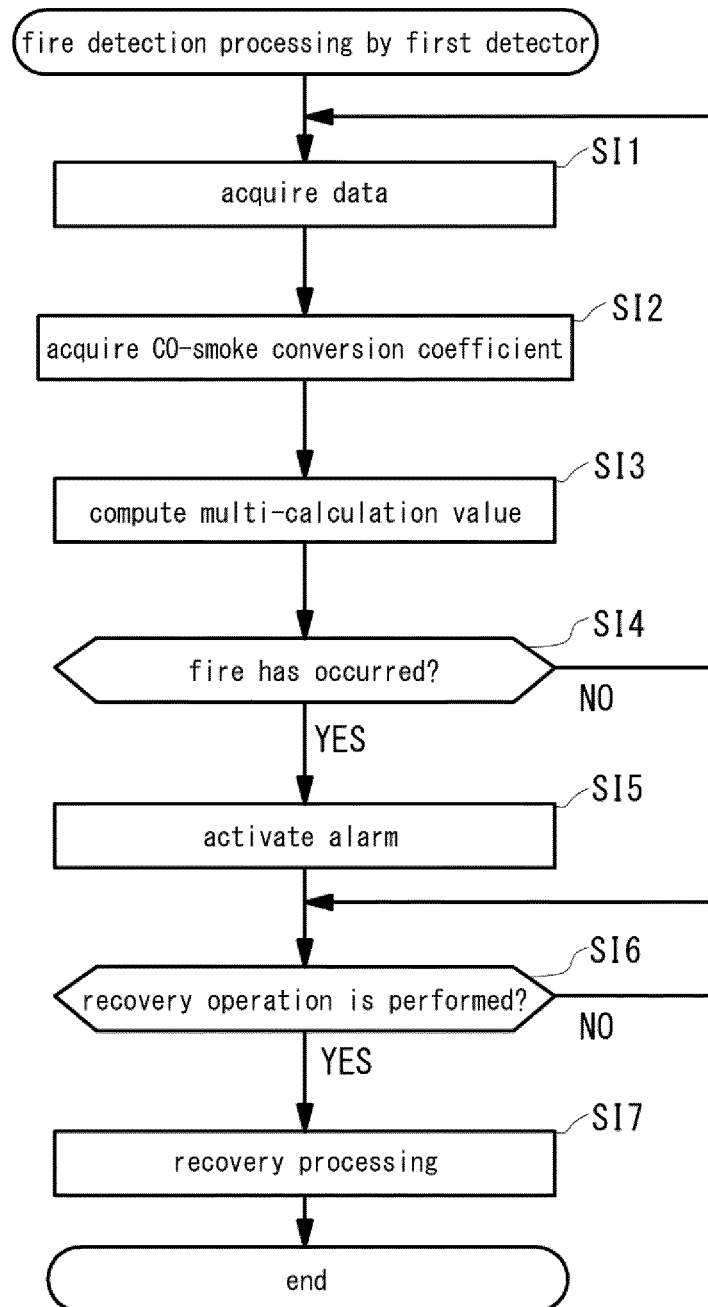 fire detection processing by first detector
SI1
acquire data
SI2
acquire CO-smoke conversion coefficient
SI3
compute multi-calculation value
SI4
fire has occurred?
NO
YES
SI5
activate alarm
SI6
recovery operation is performed?
NO
YES
SI7
recovery processing
end